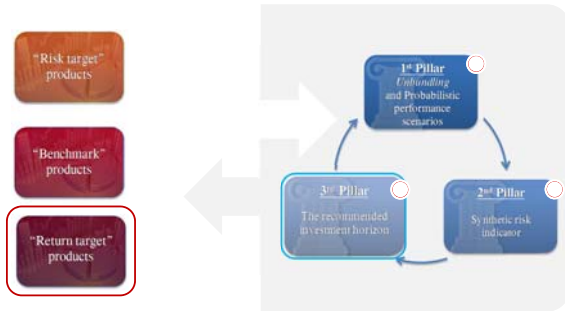 "Risk target"
products
"Benchmark"
products
"Return target"
products
1st Pillar
Unbundling
and Probabilistic
performance
scenarios
3rd Pillar
The recommended
investment horizon
2nd Pillar
Synthetic risk
indicator